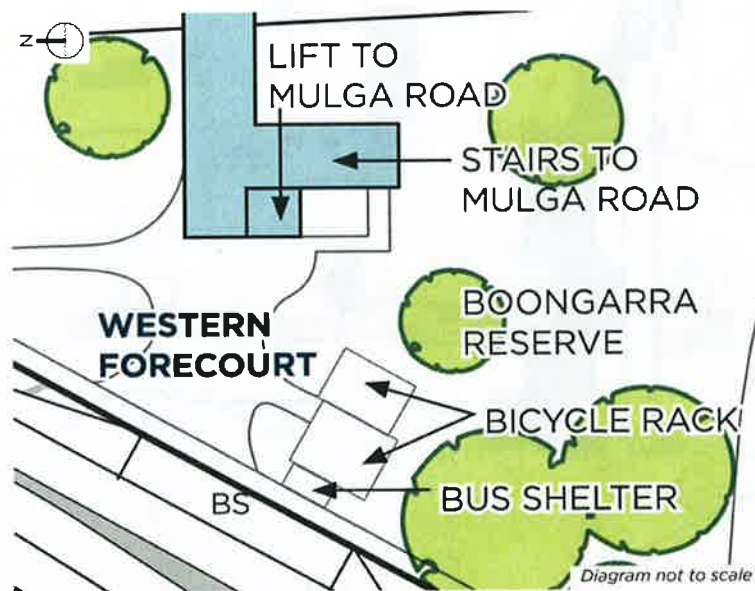 Z
LIFT TO
MULGA ROAD
STAIRS TO
MULGA ROAD
BOONGARRA
RESERVE
WESTERN
FORECOURT
BICYCLE RACK
BUS SHELTER
BS
Diagram not to scale